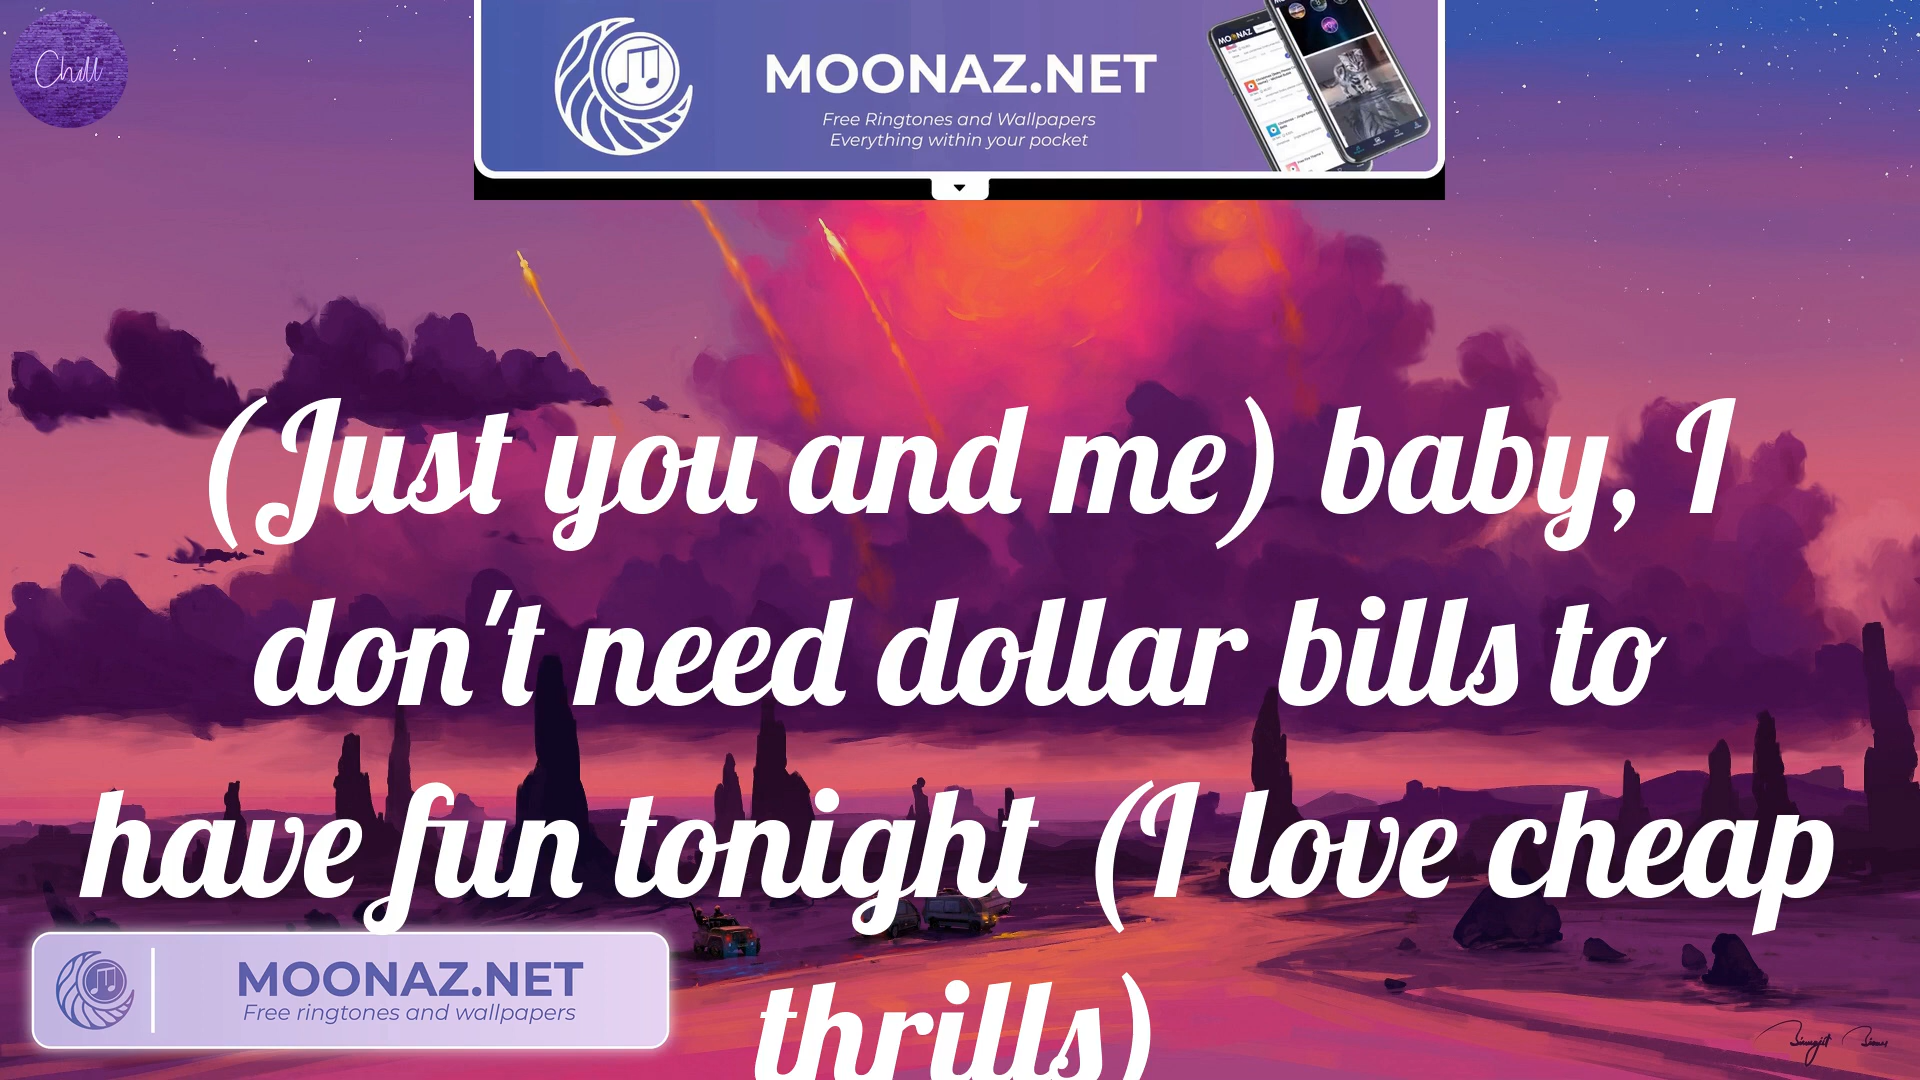 Chill
MOONAZ.NET
Free Ringtones and Wallpapers
Everything within your pocket
(Just you and me) baby, I
don't need dollar bills to
have fun tonight (I love cheap
thrills)
MOONAZ.NET
Free ringtones and wallpapers